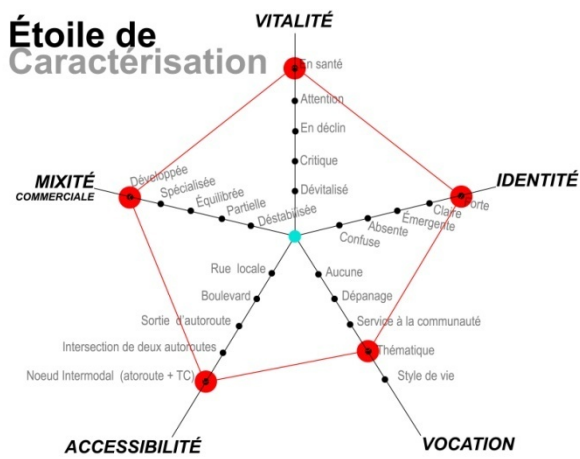 Étoile de
Caractérisation
VITALITÉ
En santé
Attention
En déclin
Critique
Dévitalisé
MIXITÉ
COMMERCIALE
Développée
Spécialisée
Équilibrée
Partielle
Déstabilisée
IDENTITÉ
Forte
Claire
Émergente
Absente
Confuse
Rue locale
Boulevard
Sortie d'autoroute
Intersection de deux autoroutes
Noeud Intermodal (atoroute + TC)
ACCESSIBILITÉ
Aucune
Dépanage
Service à la communauté
Thématique
Style de vie
VOCATION